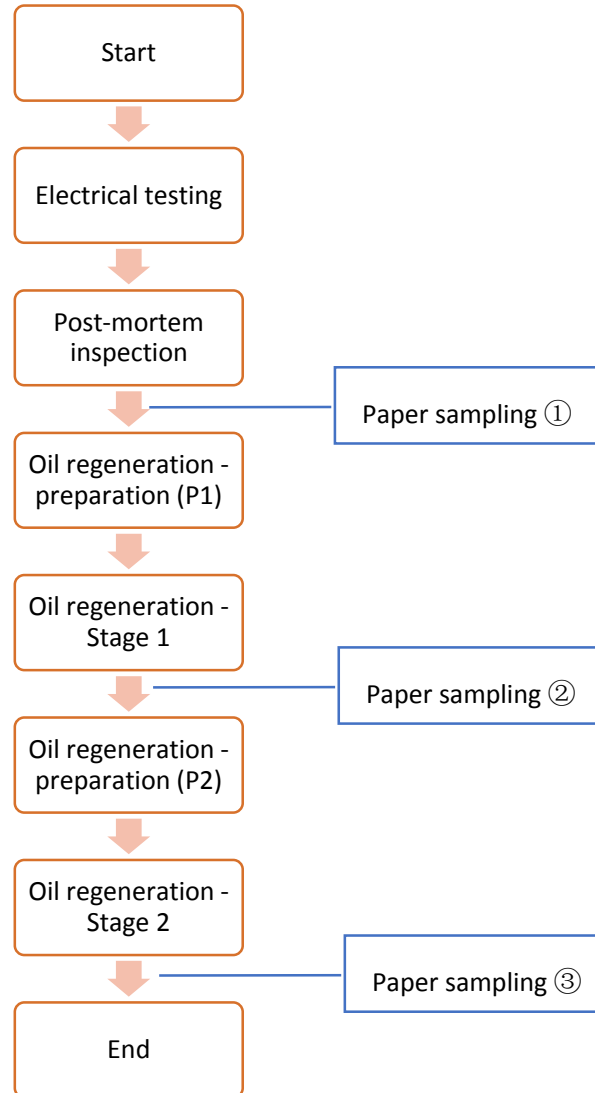 Start
Electrical testing
Post-mortem
inspection
Paper sampling ①
Oil regeneration -
preparation (P1)
Oil regeneration -
Stage 1
Paper sampling ②
Oil regeneration -
preparation (P2)
Oil regeneration -
Stage 2
Paper sampling ③
End